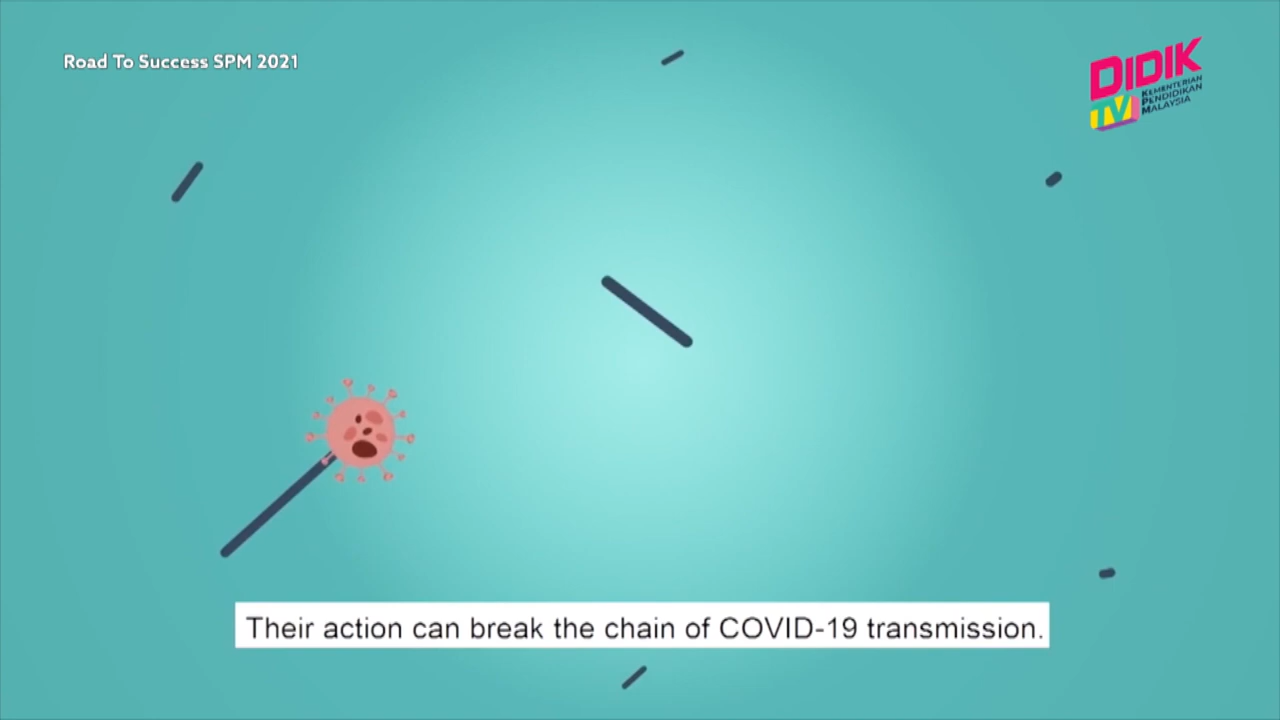 Road To Success SPM 2021
DIDIK
TV
KEMENTERIAN
PENDIDIKAN
MALAYSIA
Their action can break the chain of COVID-19 transmission.